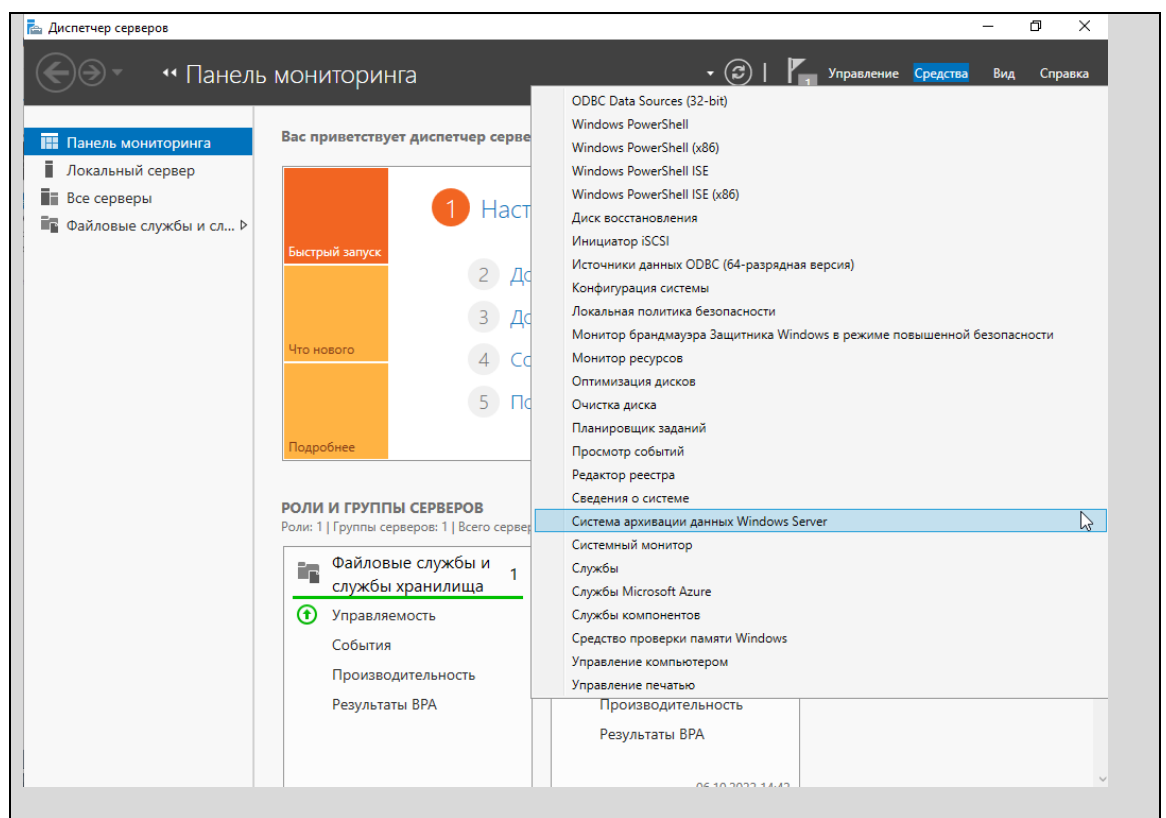 Диспетчер серверов
Панель мониторинга
1
Управление
Средства
Вид
Справка
Панель мониторинга
Локальный сервер
Все серверы
Файловые службы и сл...
Вас приветствует диспетчер серве
Быстрый запуск
Что нового
Подробнее
1 Наст
2 До
3 До
4 Со
5 По
РОЛИ И ГРУППЫ СЕРВЕРОВ
Роли: 1 | Группы серверов: 1 | Всего сервер
Файловые службы и
службы хранилища
1
Управляемость
События
Производительность
Результаты BPA
ODBC Data Sources (32-bit)
Windows PowerShell
Windows PowerShell (x86)
Windows PowerShell ISE
Windows PowerShell ISE (x86)
Диск восстановления
Инициатор iSCSI
Источники данных ODBC (64-разрядная версия)
Конфигурация системы
Локальная политика безопасности
Монитор брандмауэра Защитника Windows в режиме повышенной безопасности
Монитор ресурсов
Оптимизация дисков
Очистка диска
Планировщик заданий
Просмотр событий
Редактор реестра
Сведения о системе
Система архивации данных Windows Server
Системный монитор
Службы
Службы Microsoft Azure
Службы компонентов
Средство проверки памяти Windows
Управление компьютером
Управление печатью
Производительность
Результаты BPA